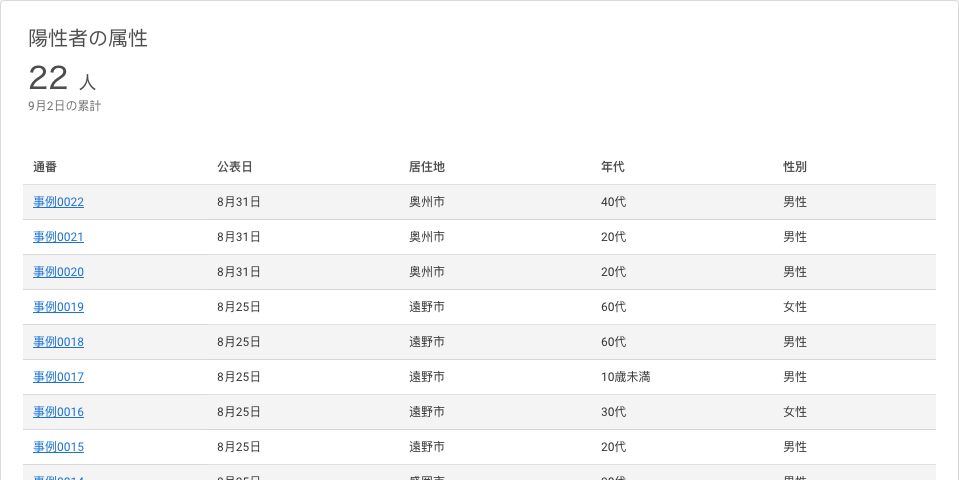 陽性者の属性
22 人
9月2日の累計
通番 公表日 居住地 年代 性別
事例0022 8月31日 奥州市 40代 男性
事例0021 8月31日 奥州市 20代 男性
事例0020 8月31日 奥州市 20代 男性
事例0019 8月25日 遠野市 60代 女性
事例0018 8月25日 遠野市 60代 男性
事例0017 8月25日 遠野市 10歳未満 男性
事例0016 8月25日 遠野市 30代 女性
事例0015 8月25日 遠野市 20代 男性